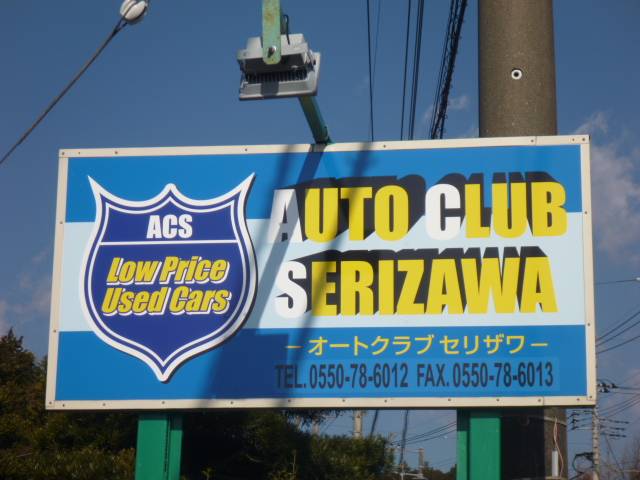 ACS
Low Price
Used Cars
AUTO CLUB
SERIZAWA
－オートクラブ セリザワ－
TEL.0550-78-6012 FAX.0550-78-6013